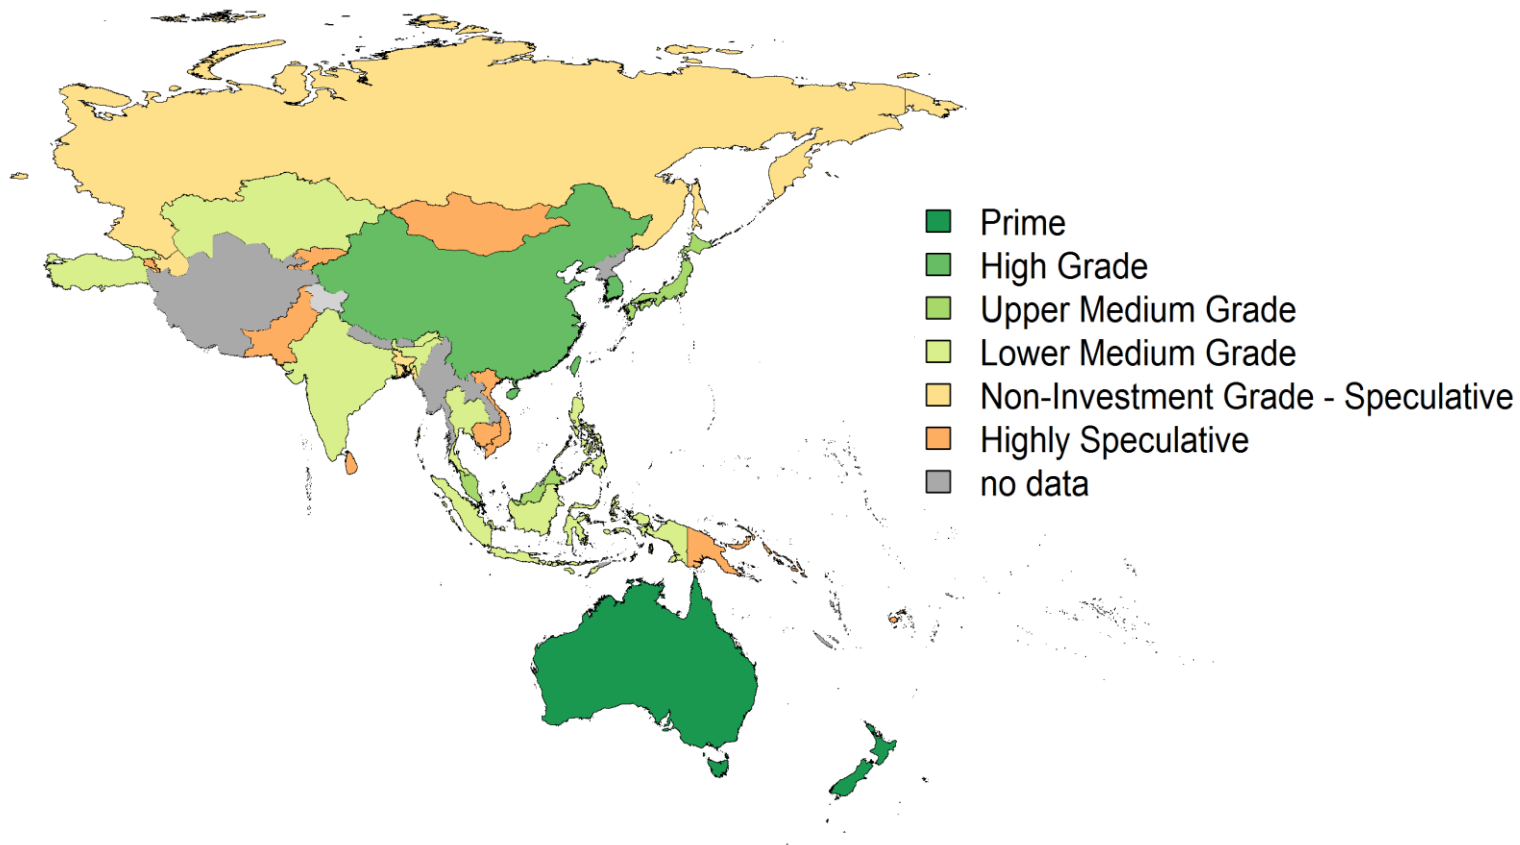 Prime
High Grade
Upper Medium Grade
Lower Medium Grade
Non-Investment Grade - Speculative
Highly Speculative
no data